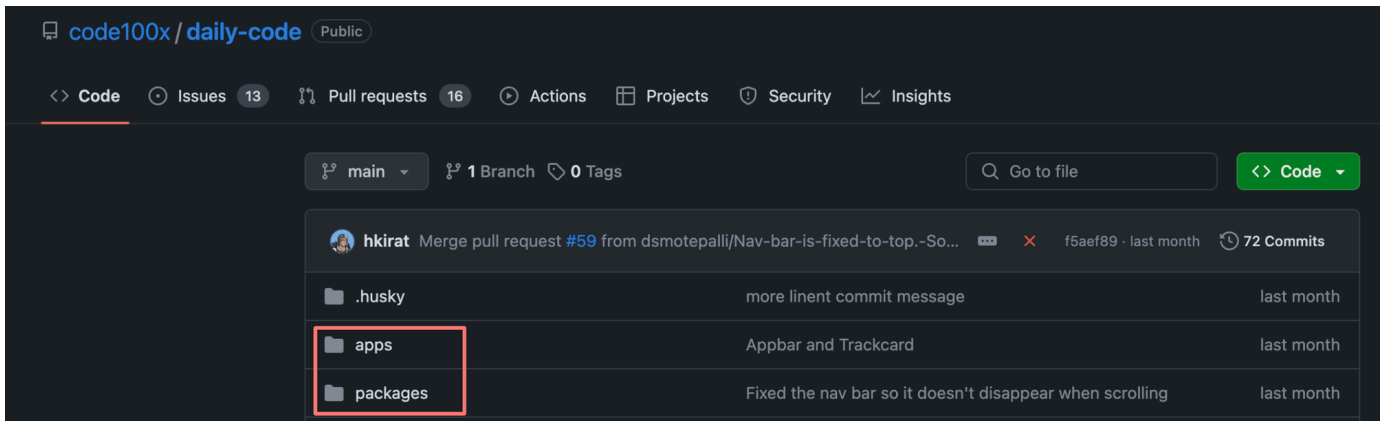 code100x / daily-code Public
Code Issues 13 Pull requests 16 Actions Projects Security Insights
main 1 Branch 0 Tags Go to file Code
hkirat Merge pull request #59 from dsmotepalli/Nav-bar-is-fixed-to-top.-So... f5aef89 · last month 72 Commits
.husky more linent commit message last month
apps Appbar and Trackcard last month
packages Fixed the nav bar so it doesn't disappear when scrolling last month